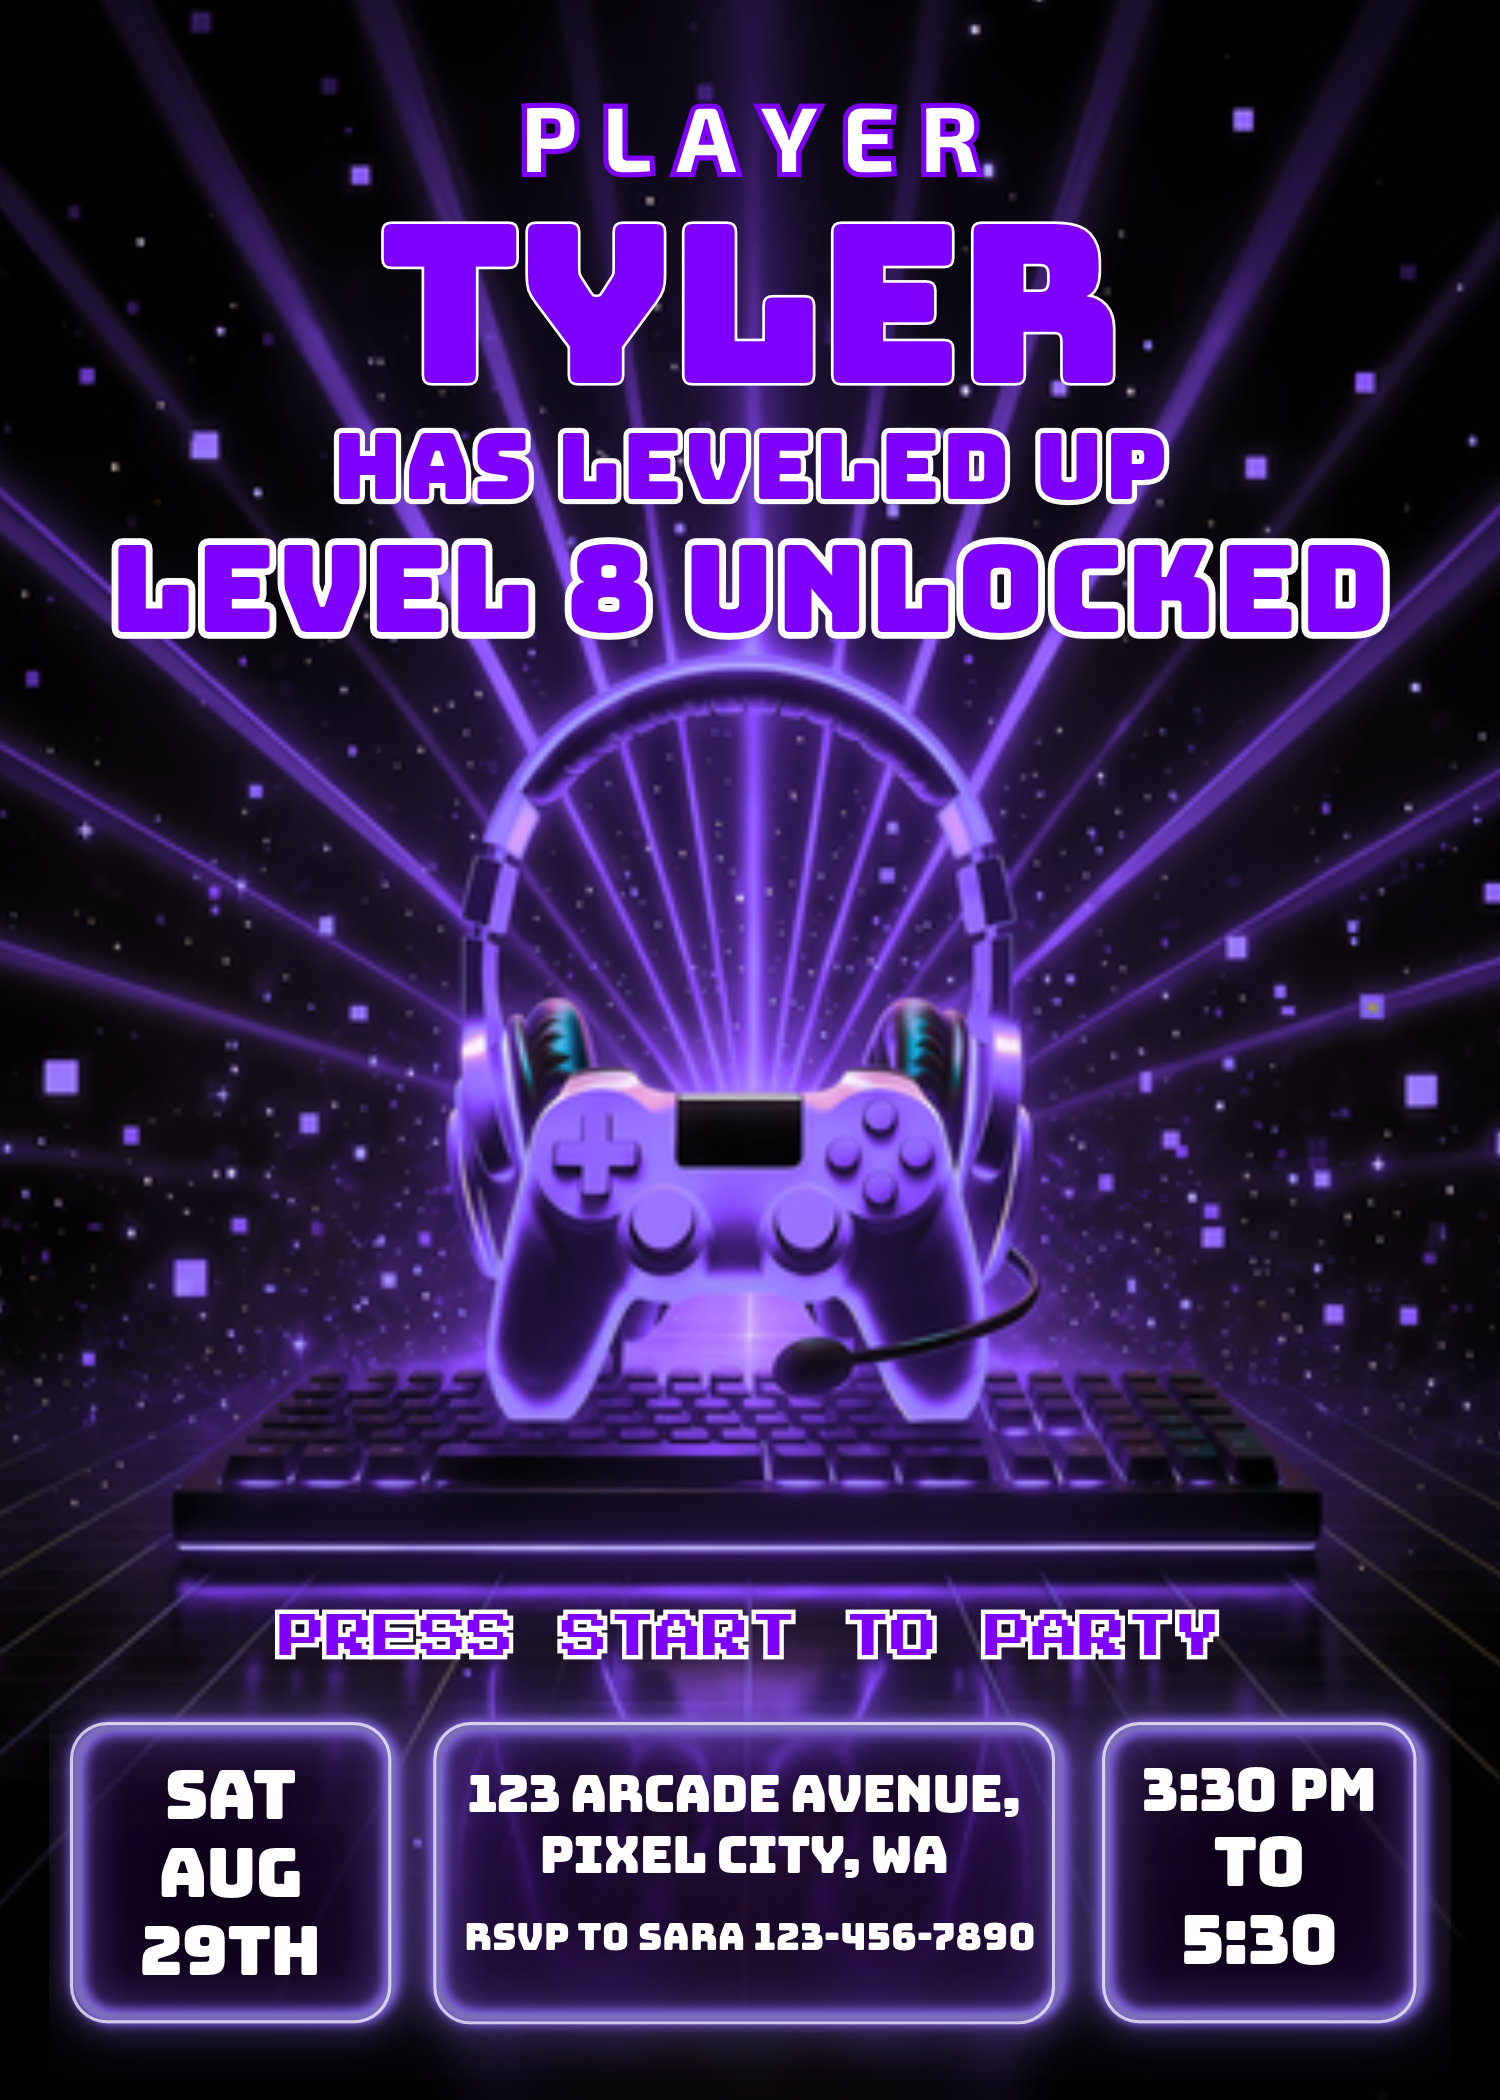 PLAYER
TYLER
HAS LEVELED UP
LEVEL 8 UNLOCKED
PRESS START TO PARTY
SAT
AUG
29TH
123 ARCADE AVENUE,
PIXEL CITY, WA
RSVP TO SARA 123-456-7890
3:30 PM
TO
5:30